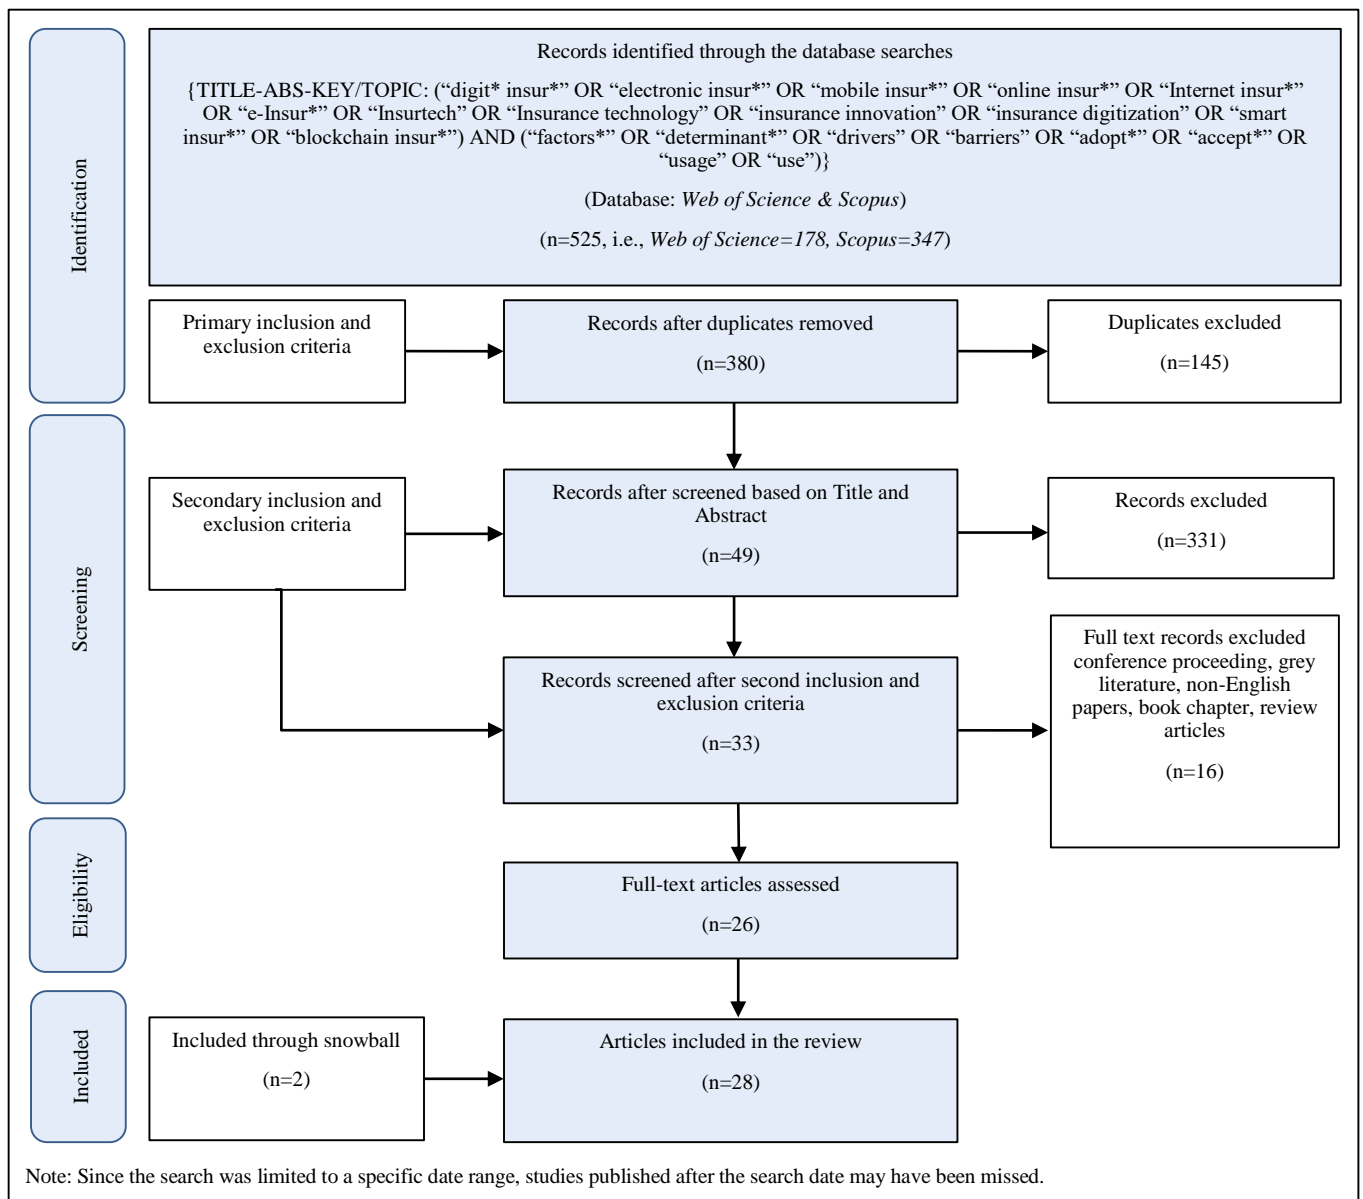 Identification
Records identified through the database searches
{TITLE-ABS-KEY/TOPIC: (“digit* insur*” OR “electronic insur*” OR “mobile insur*” OR “online insur*” OR “Internet insur*”
OR “e-Insur*” OR “Insurtech” OR “Insurance technology” OR “insurance innovation” OR “insurance digitization” OR “smart
insur*” OR “blockchain insur*”) AND (“factors*” OR “determinant*” OR “drivers” OR “barriers” OR “adopt*” OR “accept*” OR
“usage” OR “use”)}
(Database: Web of Science & Scopus)
(n=525, i.e., Web of Science=178, Scopus=347)
Primary inclusion and
exclusion criteria
Records after duplicates removed
(n=380)
Duplicates excluded
(n=145)
Screening
Secondary inclusion and
exclusion criteria
Records after screened based on Title and
Abstract
(n=49)
Records excluded
(n=331)
Records screened after second inclusion and
exclusion criteria
(n=33)
Full text records excluded
conference proceeding, grey
literature, non-English
papers, book chapter, review
articles
(n=16)
Eligibility
Full-text articles assessed
(n=26)
Included
Included through snowball
(n=2)
Articles included in the review
(n=28)
Note: Since the search was limited to a specific date range, studies published after the search date may have been missed.